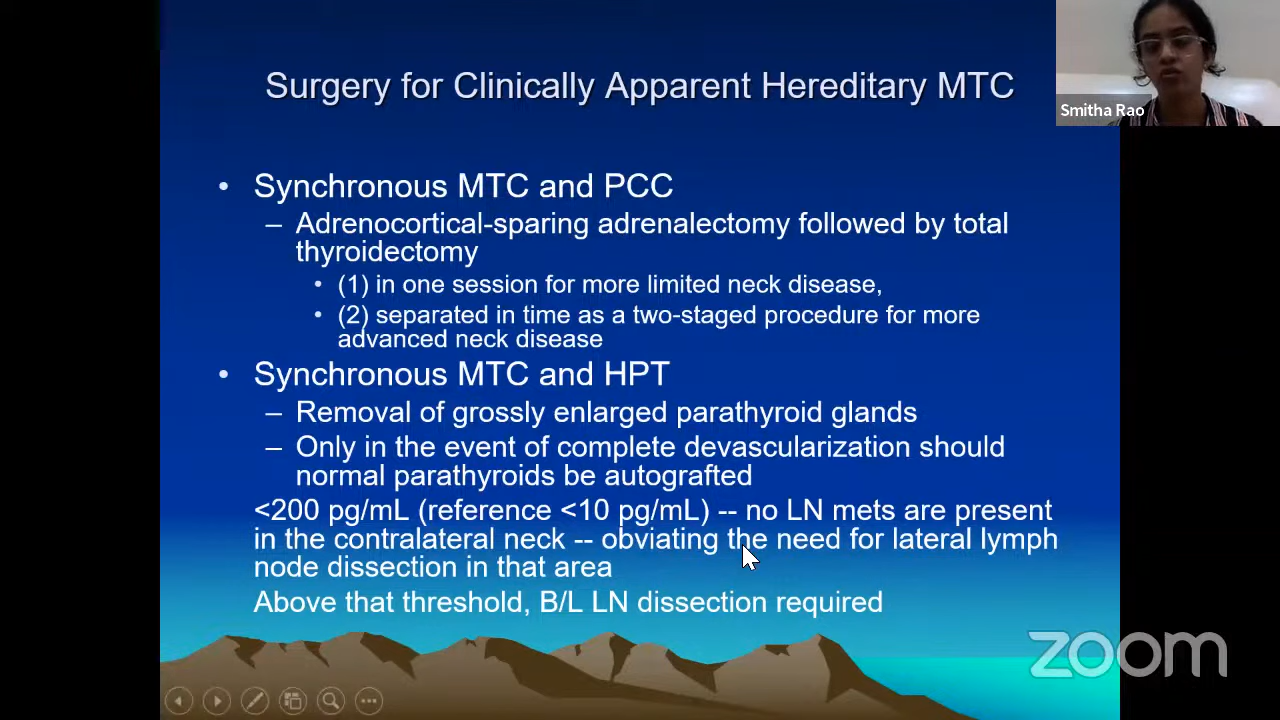 Surgery for Clinically Apparent Hereditary MTC
Smitha Rao
• Synchronous MTC and PCC
– Adrenocortical-sparing adrenalectomy followed by total
thyroidectomy
• (1) in one session for more limited neck disease,
• (2) separated in time as a two-staged procedure for more
advanced neck disease
• Synchronous MTC and HPT
– Removal of grossly enlarged parathyroid glands
– Only in the event of complete devascularization should
normal parathyroids be autografted
<200 pg/mL (reference <10 pg/mL) -- no LN mets are present
in the contralateral neck -- obviating the need for lateral lymph
node dissection in that area
Above that threshold, B/L LN dissection required
zoom